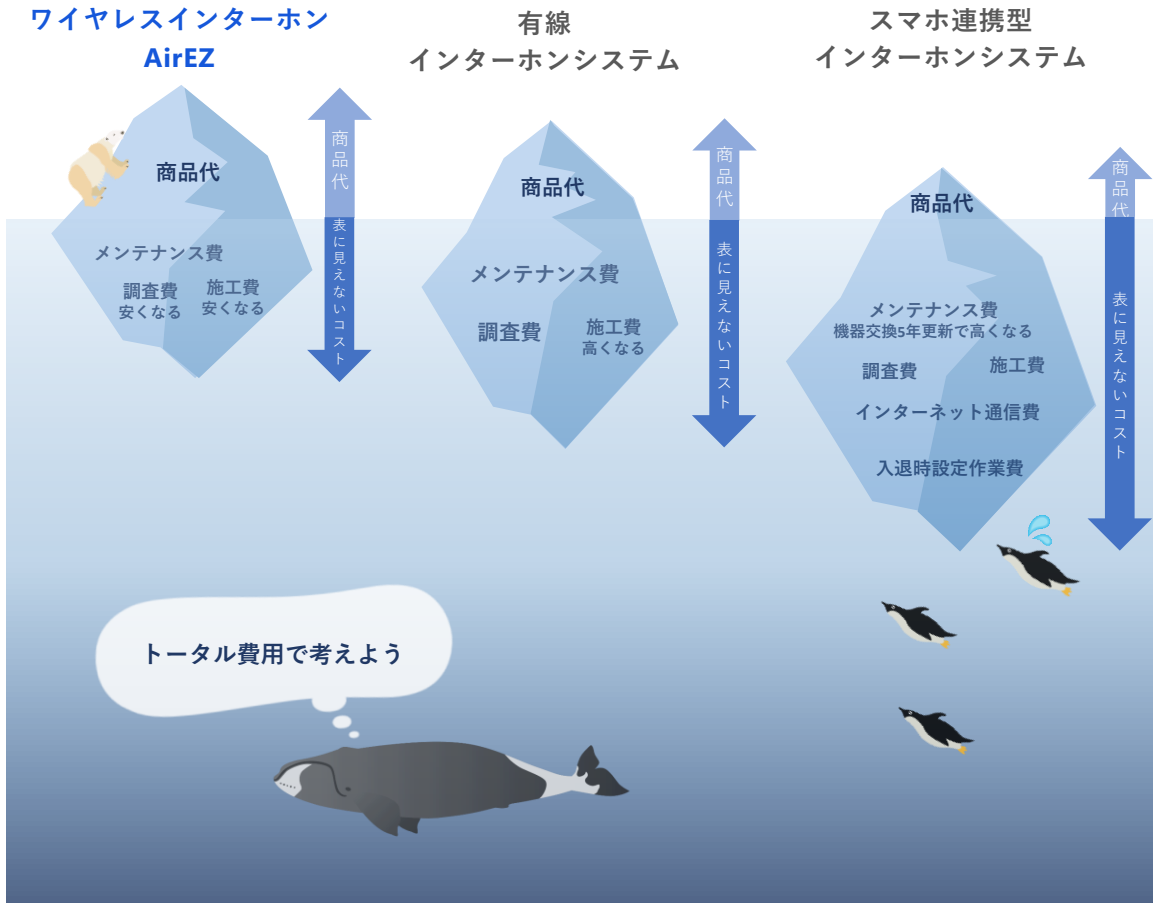 ワイヤレスインターホン
AirEZ
商品代
メンテナンス費
調査費
安くなる
施工費
安くなる
商品代
表に見えないコスト
有線
インターホンシステム
商品代
メンテナンス費
調査費
施工費
高くなる
商品代
表に見えないコスト
スマホ連携型
インターホンシステム
商品代
メンテナンス費
機器交換5年更新で高くなる
調査費
施工費
インターネット通信費
入退時設定作業費
商品代
表に見えないコスト
トータル費用で考えよう